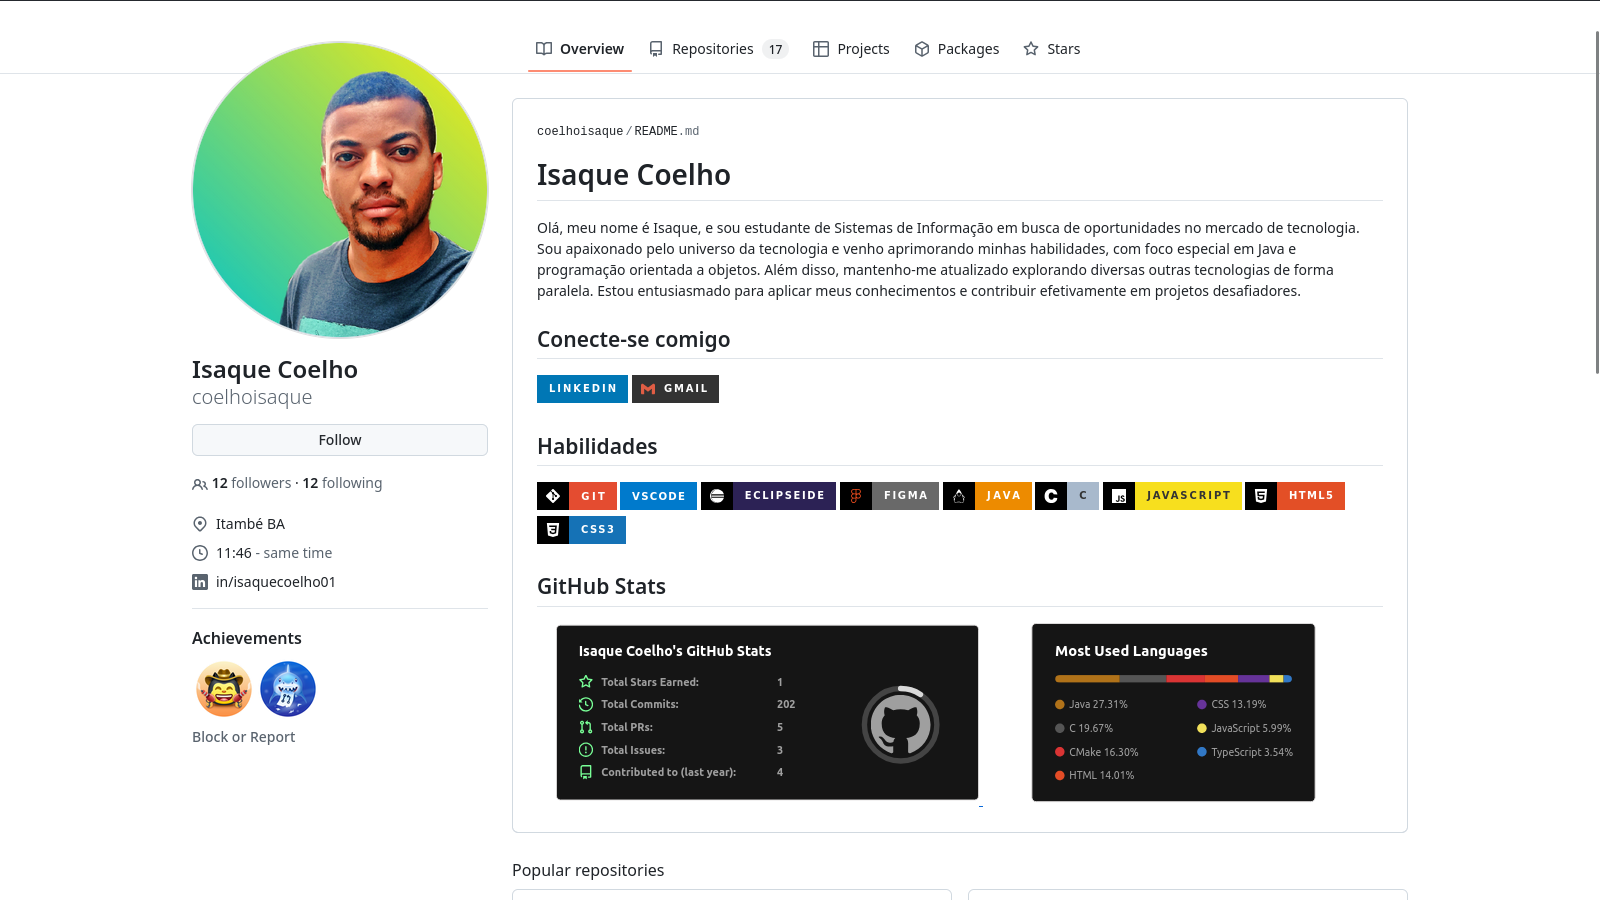 Overview Repositories 17 Projects Packages Stars
Isaque Coelho
coelhoisaque
Follow
12 followers · 12 following
Itambé BA
11:46 - same time
in/isaquecoelho01
Achievements
Block or Report
coelhoisaque/README.md
Isaque Coelho
Olá, meu nome é Isaque, e sou estudante de Sistemas de Informação em busca de oportunidades no mercado de tecnologia.
Sou apaixonado pelo universo da tecnologia e venho aprimorando minhas habilidades, com foco especial em Java e
programação orientada a objetos. Além disso, mantenho-me atualizado explorando diversas outras tecnologias de forma
paralela. Estou entusiasmado para aplicar meus conhecimentos e contribuir efetivamente em projetos desafiadores.
Conecte-se comigo
LINKEDIN GMAIL
Habilidades
GIT VSCODE ECLIPSEIDE FIGMA JAVA C JAVASCRIPT HTML5
CSS3
GitHub Stats
Isaque Coelho's GitHub Stats
Total Stars Earned: 1
Total Commits: 202
Total PRs: 5
Total Issues: 3
Contributed to (last year): 4
Most Used Languages
Java 27.31% CSS 13.19%
C 19.67% JavaScript 5.99%
CMake 16.30% TypeScript 3.54%
HTML 14.01%
Popular repositories